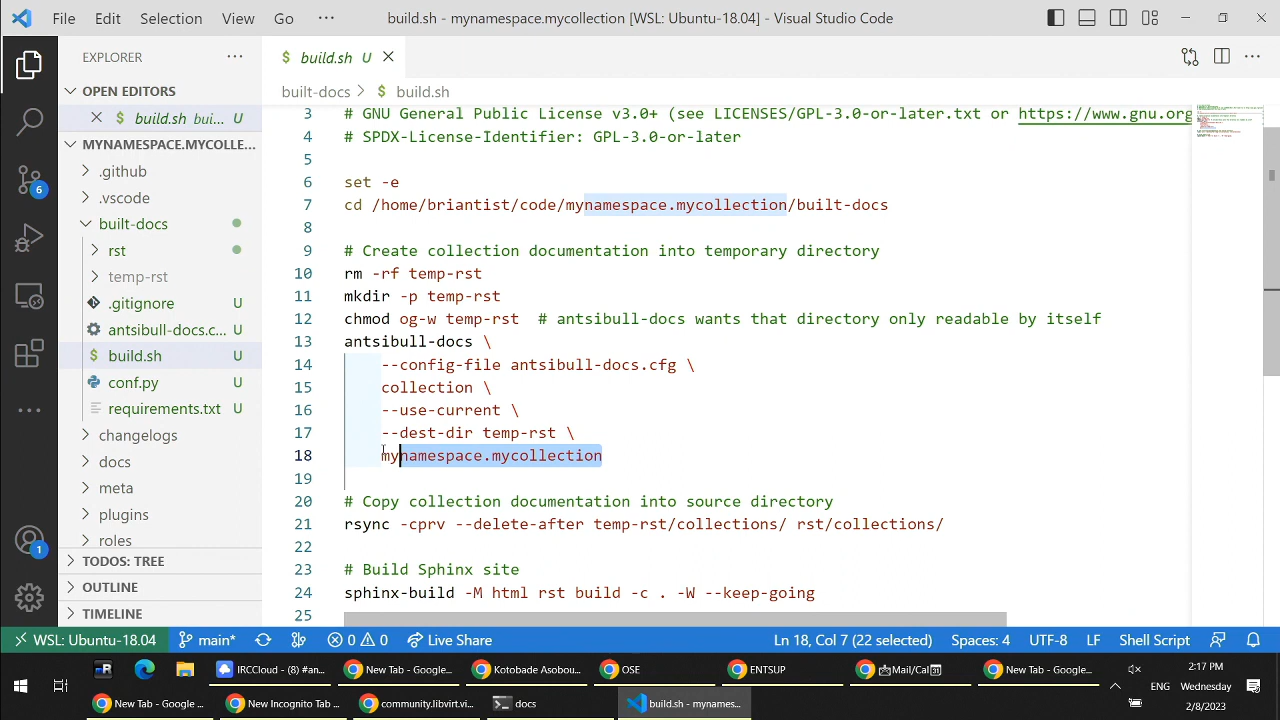 File Edit Selection View Go ··· build.sh - mynamespace.mycollection [WSL: Ubuntu-18.04] - Visual Studio Code
EXPLORER ···
$ build.sh U
OPEN EDITORS
$ build.sh bui... U
MYNAMESPACE.MYCOLLE...
.github
.vscode
built-docs
rst
temp-rst
.gitignore U
antsibull-docs.c... U
$ build.sh U
conf.py U
requirements.txt U
changelogs
docs
meta
plugins
roles
TODOS: TREE
OUTLINE
TIMELINE
6
1
built-docs > $ build.sh
3 # GNU General Public License v3.0+ (see LICENSES/GPL-3.0-or-later.txt or https://www.gnu.org
4 # SPDX-License-Identifier: GPL-3.0-or-later
5
6 set -e
7 cd /home/briantist/code/mynamespace.mycollection/built-docs
8
9 # Create collection documentation into temporary directory
10 rm -rf temp-rst
11 mkdir -p temp-rst
12 chmod og-w temp-rst # antsibull-docs wants that directory only readable by itself
13 antsibull-docs \
14 --config-file antsibull-docs.cfg \
15 collection \
16 --use-current \
17 --dest-dir temp-rst \
18 mynamespace.mycollection
19
20 # Copy collection documentation into source directory
21 rsync -cprv --delete-after temp-rst/collections/ rst/collections/
22
23 # Build Sphinx site
24 sphinx-build -M html rst build -c . -W --keep-going
25
WSL: Ubuntu-18.04 main* 0 0 Live Share Ln 18, Col 7 (22 selected) Spaces: 4 UTF-8 LF Shell Script
IRCCloud - (8) #an... New Tab - Google... Kotobade Asobou... OSE ENTSUP Mail/Cal New Tab - Google...
New Tab - Google ... New Incognito Tab ... community.libvirt.vi... docs build.sh - mynames...
ENG
2:17 PM
Wednesday
2/8/2023